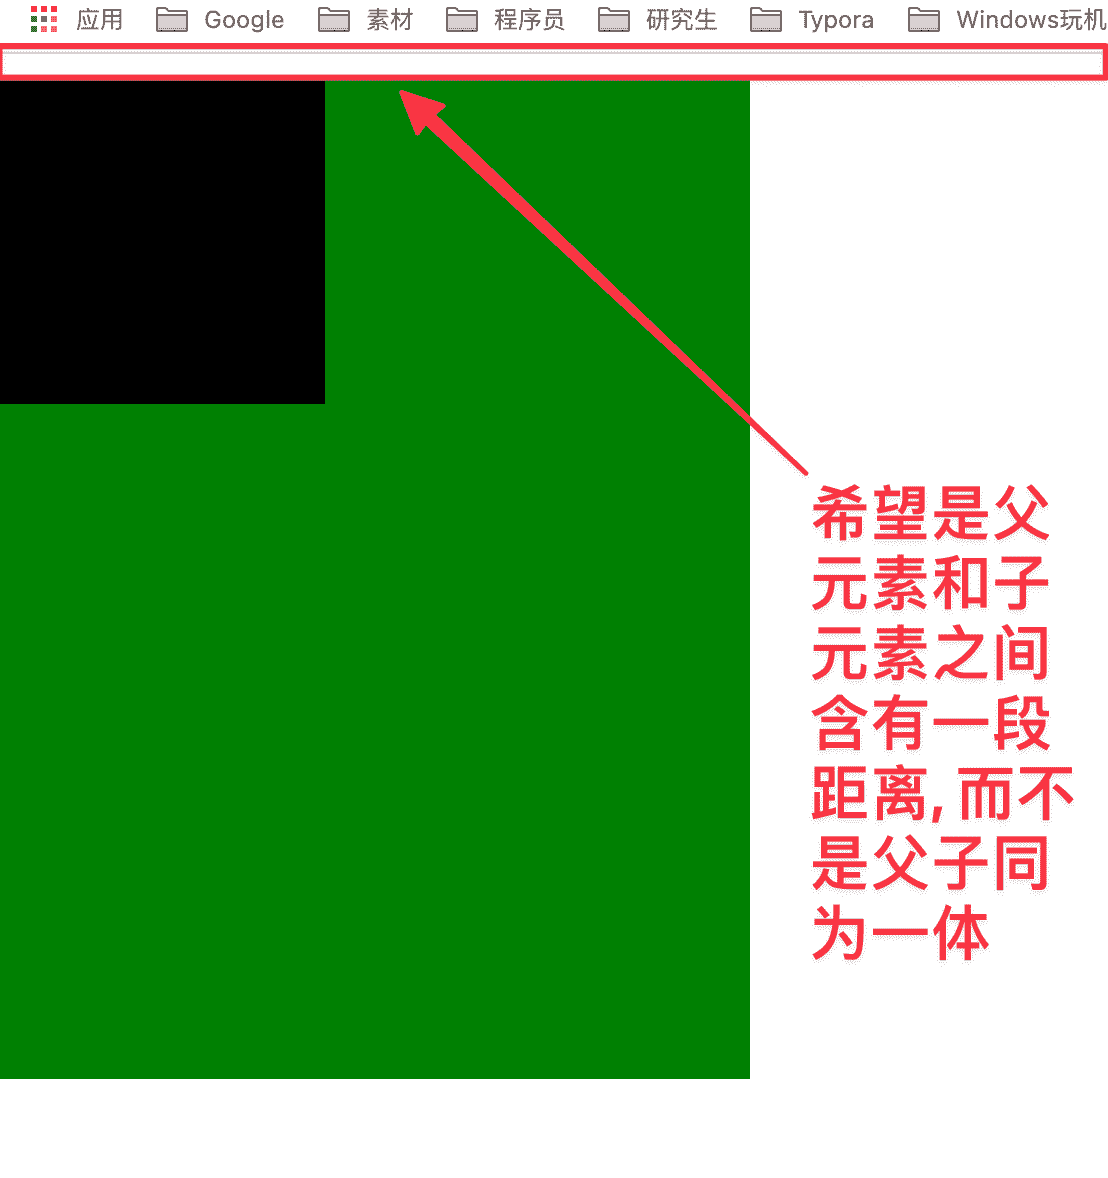 应用 Google 素材 程序员 研究生 Typora Windows玩机
希望是父
元素和子
元素之间
含有一段
距离, 而不
是父子同
为一体